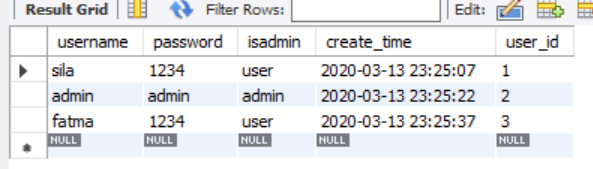 Result Grid Filter Rows: Edit:
username password isadmin create_time user_id
sila 1234 user 2020-03-13 23:25:07 1
admin admin admin 2020-03-13 23:25:22 2
fatma 1234 user 2020-03-13 23:25:37 3
NULL NULL NULL NULL NULL